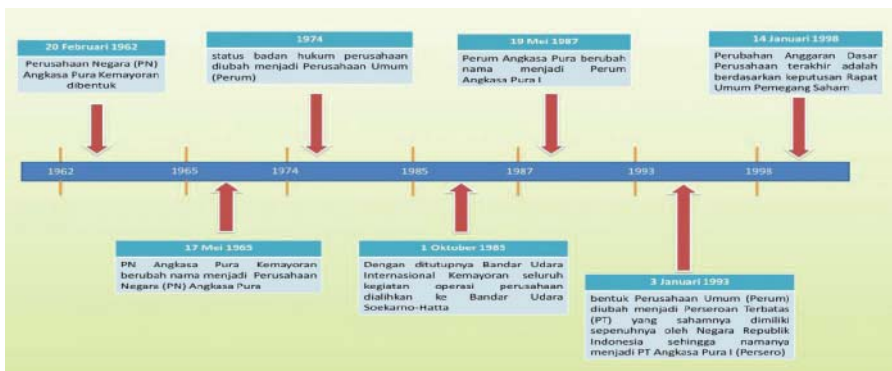 20 Februari 1962
Perusahaan Negara (PN)
Angkasa Pura Kemayoran
dibentuk
1974
status badan hukum perusahaan
diubah menjadi Perusahaan Umum
(Perum)
19 Mei 1987
Perum Angkasa Pura berubah
nama menjadi Perum
Angkasa Pura I
14 Januari 1998
Perubahan Anggaran Dasar
Perusahaan terakhir adalah
berdasarkan keputusan Rapat
Umum Pemegang Saham
1962
1965
1974
1985
1987
1993
1998
17 Mei 1965
PN Angkasa Pura Kemayoran
berubah nama menjadi Perusahaan
Negara (PN) Angkasa Pura
1 Oktober 1985
Dengan ditutupnya Bandar Udara
Internasional Kemayoran seluruh
kegiatan operasi perusahaan
dialihkan ke Bandar Udara
Soekarno-Hatta
3 Januari 1993
bentuk Perusahaan Umum (Perum)
diubah menjadi Perseroan Terbatas
(PT) yang sahamnya dimiliki
sepenuhnya oleh Negara Republik
Indonesia sehingga namanya
menjadi PT Angkasa Pura I (Persero)